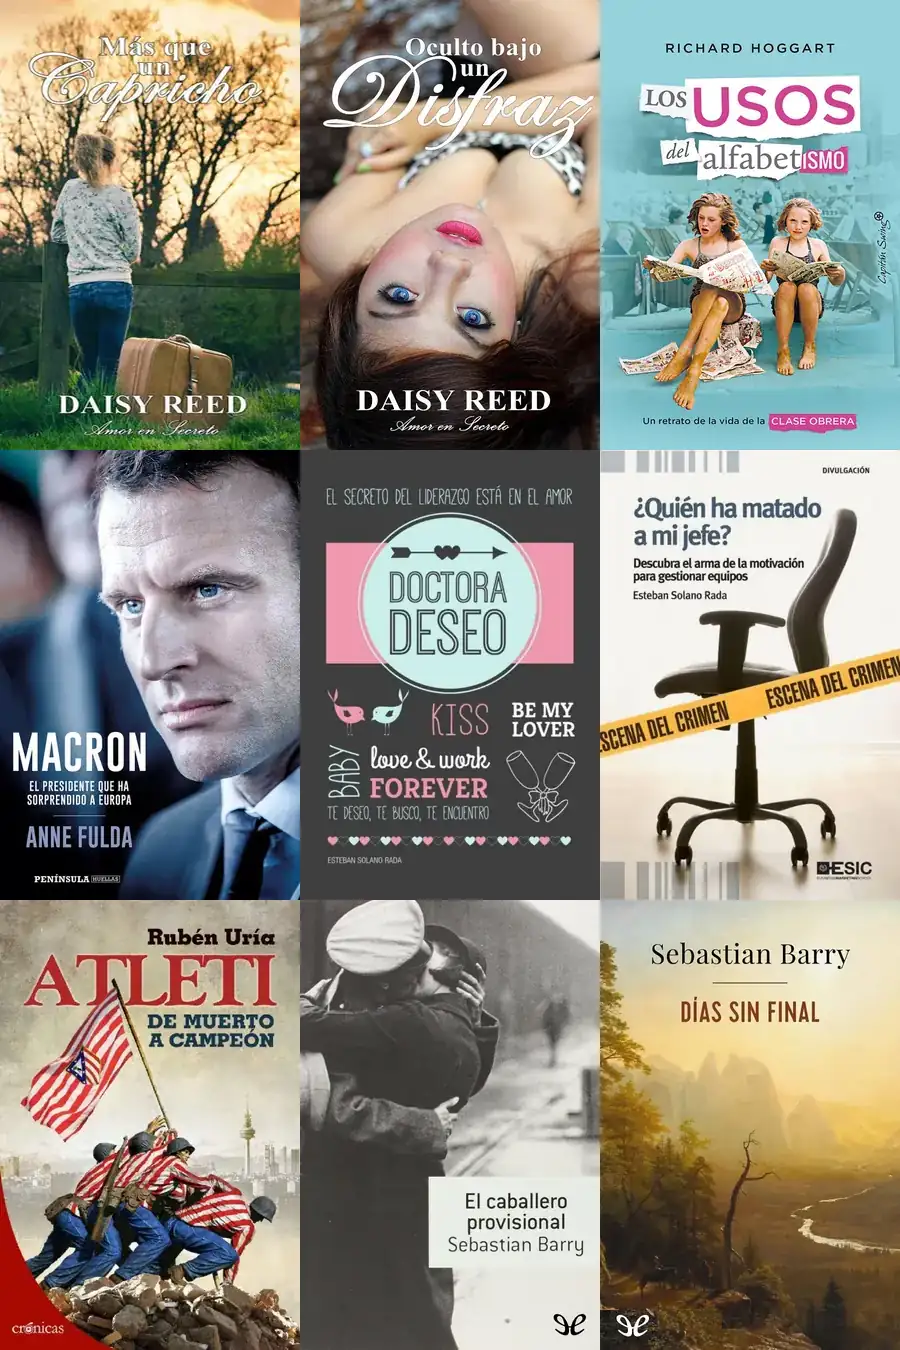 Más que
un
Capricho
DAISY REED
Amor en Secreto
Oculto bajo
un
Disfraz
DAISY REED
Amor en Secreto
RICHARD HOGGART
LOS USOS
del alfabetISMO
Capitán Swing
Un retrato de la vida de la CLASE OBRERA
MACRON
EL PRESIDENTE QUE HA
SORPRENDIDO A EUROPA
ANNE FULDA
PENÍNSULA HUELLAS
EL SECRETO DEL LIDERAZGO ESTÁ EN EL AMOR
DOCTORA
DESEO
KISS
BE MY
LOVER
BABY
love & work
FOREVER
TE DESEO, TE BUSCO, TE ENCUENTRO
ESTEBAN SOLANO RADA
DIVULGACIÓN
¿Quién ha matado
a mi jefe?
Descubra el arma de la motivación
para gestionar equipos
Esteban Solano Rada
ESCENA DEL CRIMEN
ESCENA DEL CRIMEN
ESIC
Rubén Uría
ATLETI
DE MUERTO
A CAMPEÓN
crónicas
El caballero
provisional
Sebastian Barry
Sebastian Barry
DÍAS SIN FINAL